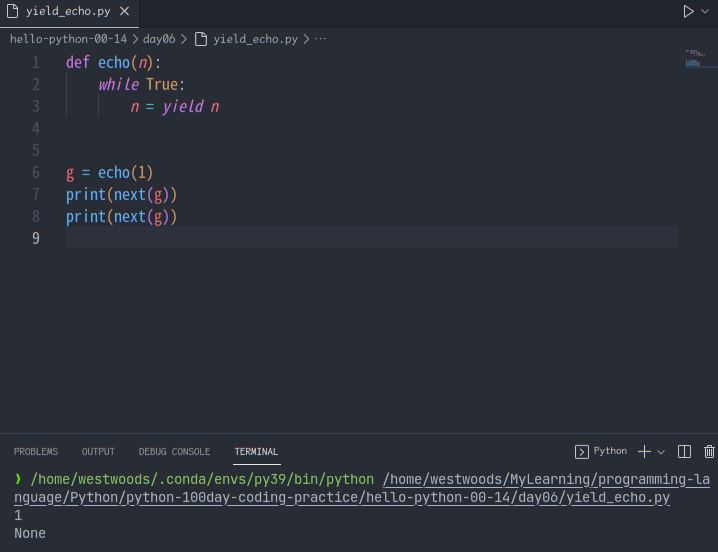 yield_echo.py
hello-python-00-14 > day06 > yield_echo.py > ...
1 def echo(n):
2     while True:
3         n = yield n
4
5
6 g = echo(1)
7 print(next(g))
8 print(next(g))
9
PROBLEMS OUTPUT DEBUG CONSOLE TERMINAL Python
❯ /home/westwoods/.conda/envs/py39/bin/python /home/westwoods/MyLearning/programming-la
nguage/Python/python-100day-coding-practice/hello-python-00-14/day06/yield_echo.py
1
None